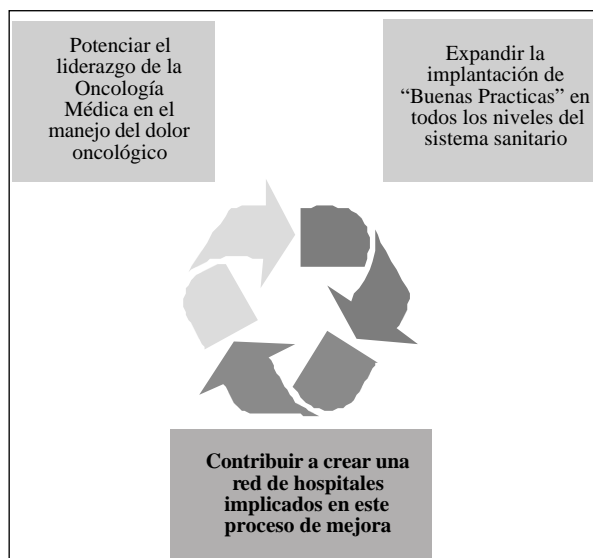 Potenciar el
liderazgo de la
Oncología
Médica en el
manejo del dolor
oncológico
Expandir la
implantación de
“Buenas Practicas” en
todos los niveles del
sistema sanitario
Contribuir a crear una
red de hospitales
implicados en este
proceso de mejora